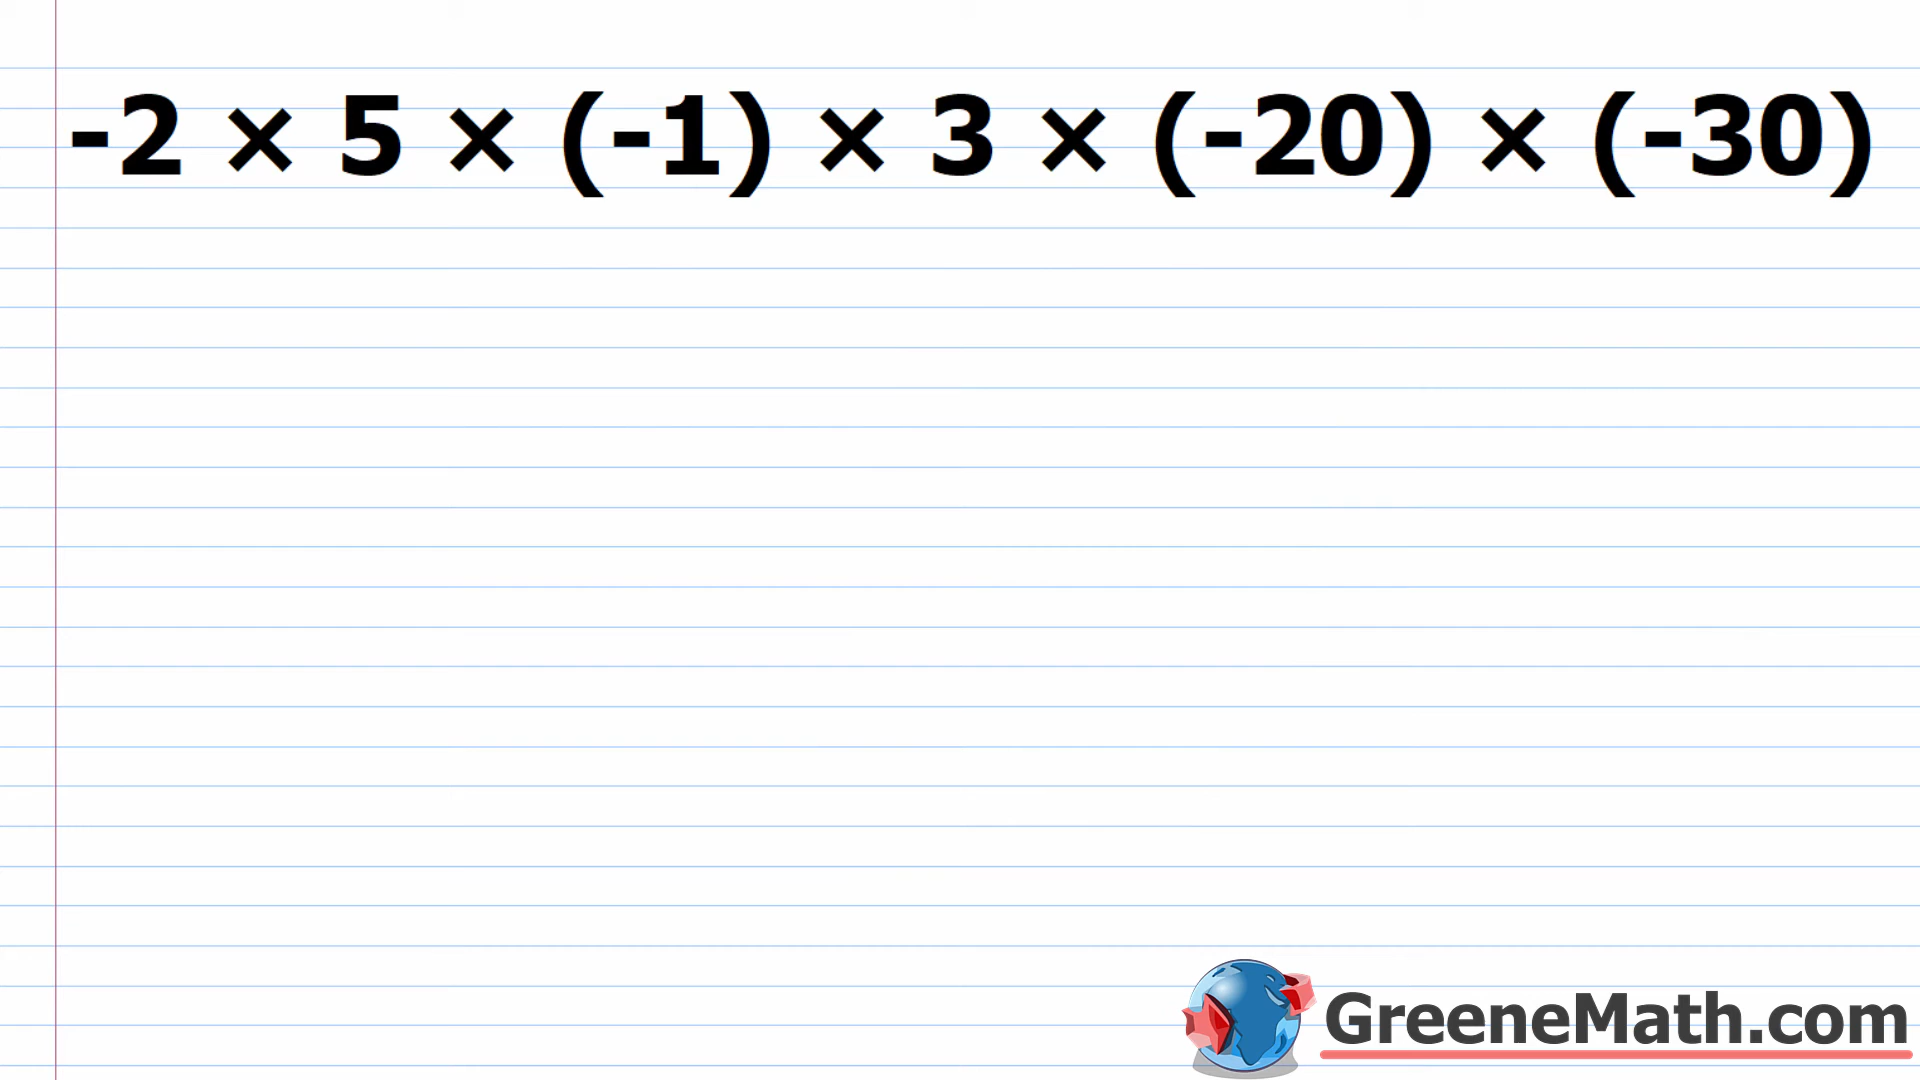 -2 × 5 × (-1) × 3 × (-20) × (-30)
GreeneMath.com